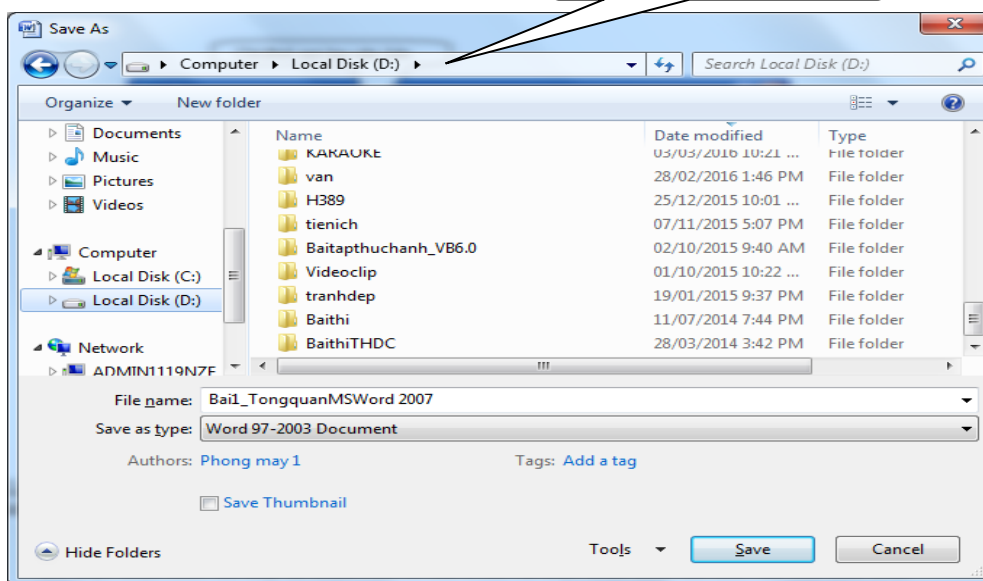 Save As
Computer Local Disk (D:) Search Local Disk (D:)
Organize New folder
Documents
Music
Pictures
Videos
Computer
Local Disk (C:)
Local Disk (D:)
Network
ADMIN1119NZF
Name Date modified Type
KARAOKE 03/03/2016 10:21 ... File folder
van 28/02/2016 1:46 PM File folder
H389 25/12/2015 10:01 ... File folder
tienich 07/11/2015 5:07 PM File folder
Baitapthuchanh_VB6.0 02/10/2015 9:40 AM File folder
Videoclip 01/10/2015 10:22 ... File folder
tranhdep 19/01/2015 9:37 PM File folder
Baithi 11/07/2014 7:44 PM File folder
BaithiTHDC 28/03/2014 3:42 PM File folder
File name: Bai1_TongquanMSWord 2007
Save as type: Word 97-2003 Document
Authors: Phong may 1 Tags: Add a tag
Save Thumbnail
Hide Folders Tools Save Cancel